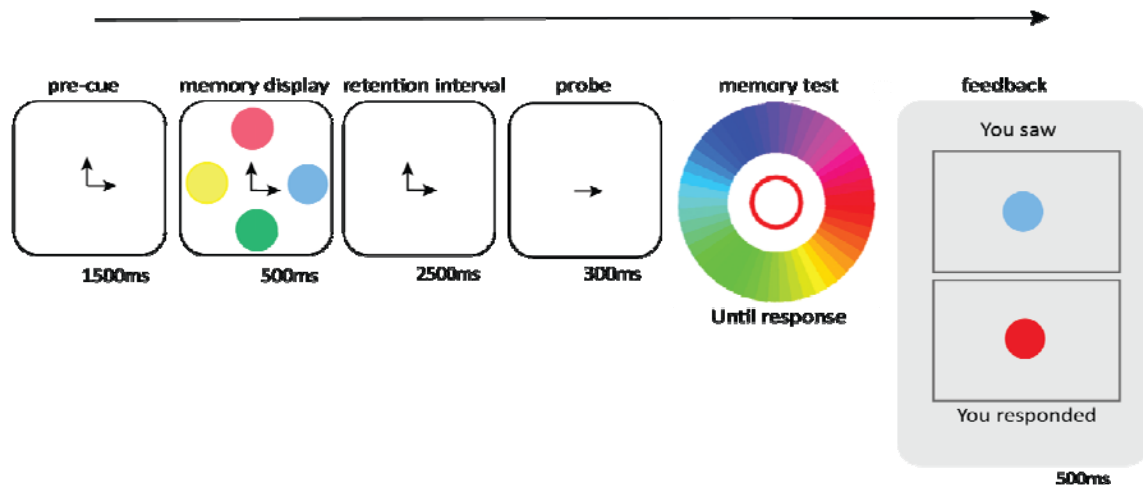 pre-cue
memory display
retention interval
probe
memory test
feedback
You saw
You responded
1500ms
500ms
2500ms
300ms
Until response
500ms